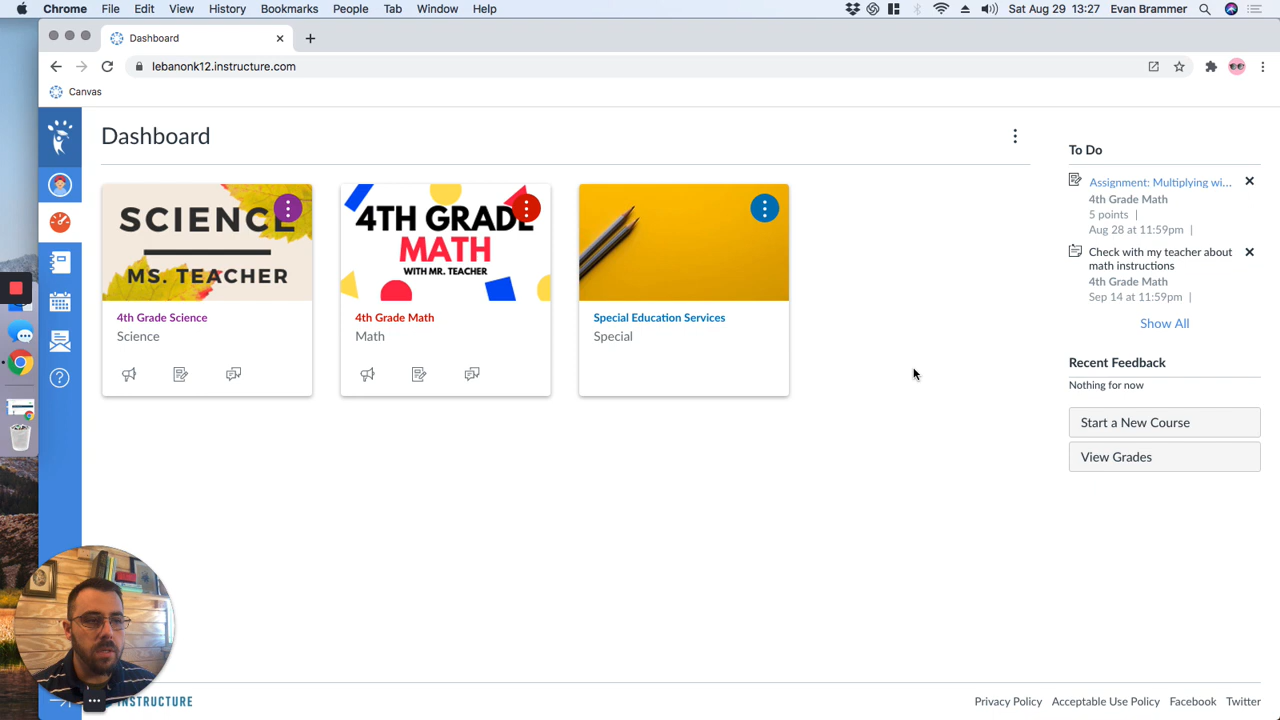 Chrome File Edit View History Bookmarks People Tab Window Help Sat Aug 29 13:27 Evan Brammer
Dashboard
lebanonk12.instructure.com
Canvas
Dashboard
SCIENCE
MS. TEACHER
4th Grade Science
Science
4TH GRADE
MATH
WITH MR. TEACHER
4th Grade Math
Math
Special Education Services
Special
To Do
Assignment: Multiplying wi...
4th Grade Math
5 points |
Aug 28 at 11:59pm |
Check with my teacher about
math instructions
4th Grade Math
Sep 14 at 11:59pm |
Show All
Recent Feedback
Nothing for now
Start a New Course
View Grades
INSTRUCTURE
Privacy Policy Acceptable Use Policy Facebook Twitter